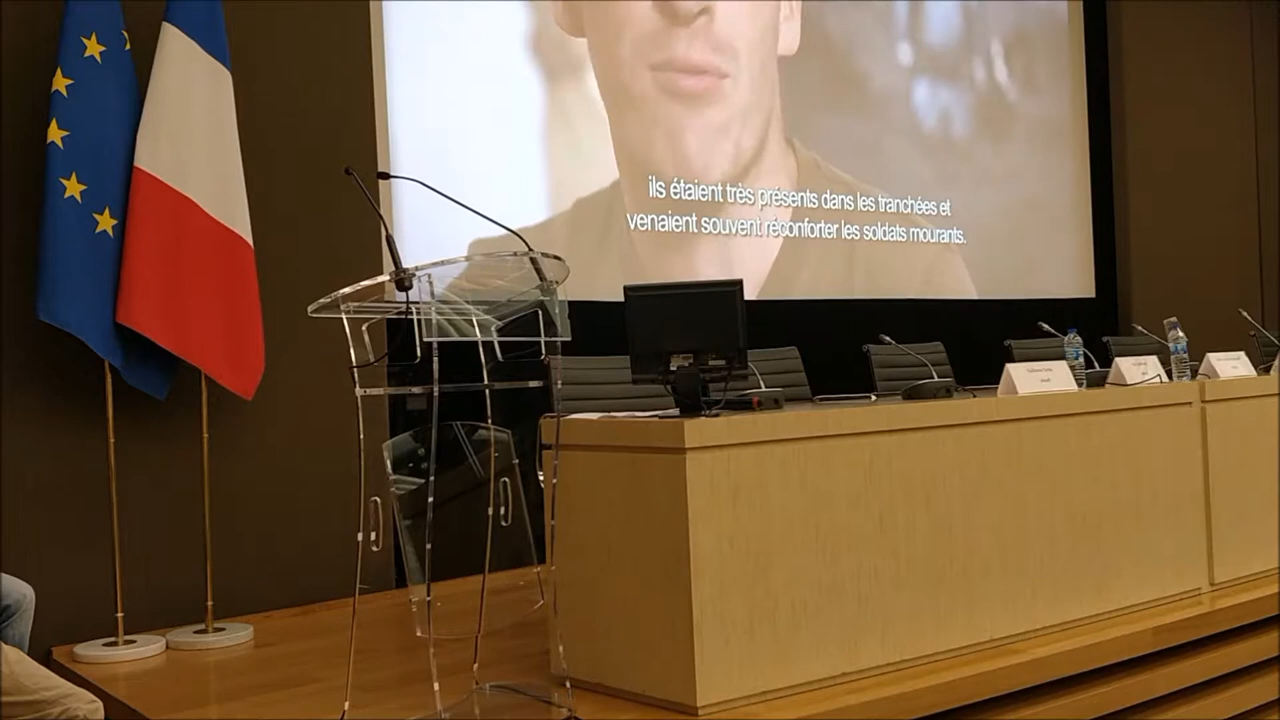 ils étaient très présents dans les tranchées et
venaient souvent réconforter les soldats mourants.